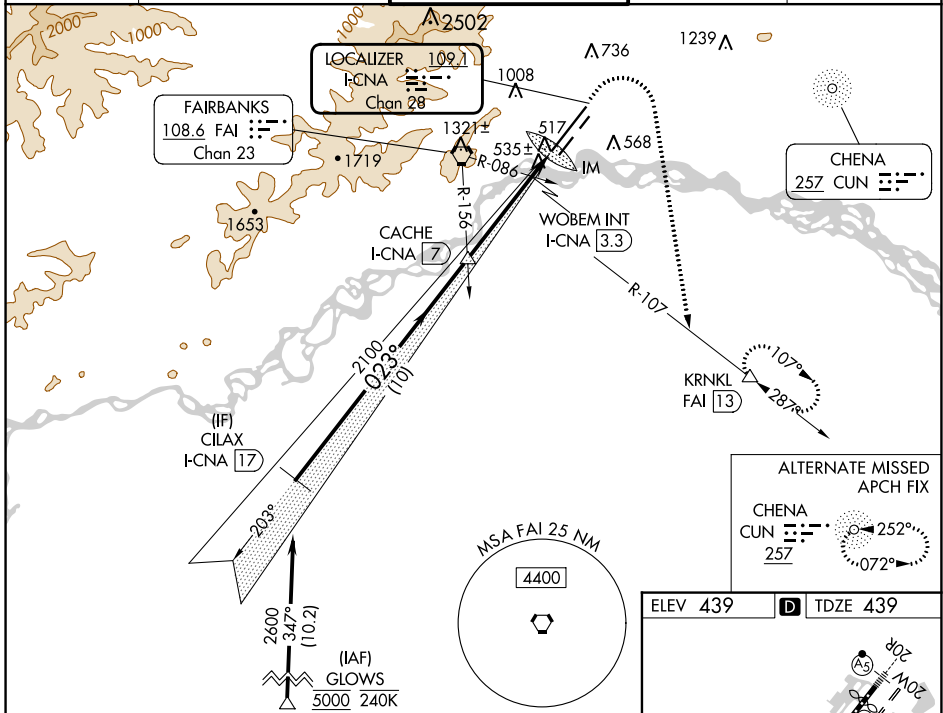 2000
1000
2502
1000
LOCALIZER 109.1
I-CNA
Chan 28
736
1239
1008
FAIRBANKS
108.6 FAI
Chan 23
1321±
517
535±
568
R-086
IM
1719
CHENA
257 CUN
R-156
1653
CACHE
I-CNA 7
WOBEM INT
I-CNA 3.3
R-107
2100
023°
(10)
107°
KRNKL
FAI 13
287°
(IF)
CILAX
I-CNA 17
203°
ALTERNATE MISSED
APCH FIX
CHENA
CUN
257
252°
072°
MSA FAI 25 NM
4400
2600
347°
(10.2)
(IAF)
GLOWS
5000 240K
ELEV 439
D
TDZE 439
A5
20R
20W